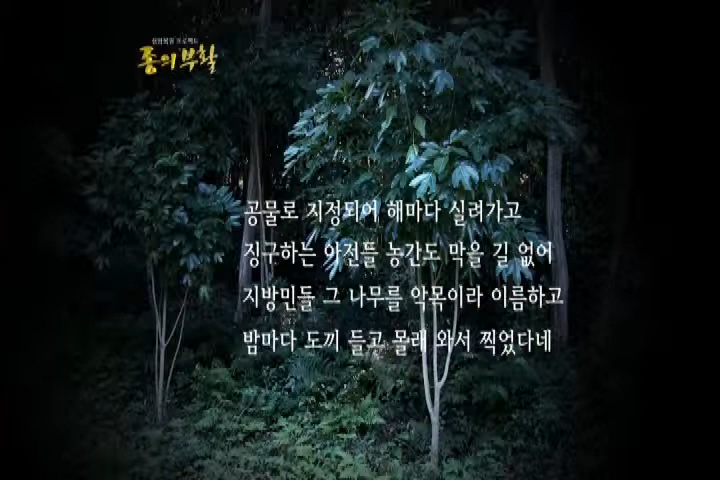 종의 부활
공물로 지정되어 해마다 실려가고
징구하는 아전들 농간도 막을 길 없어
지방민들 그 나무를 악목이라 이름하고
밤마다 도끼 들고 몰래 와서 찍었다네